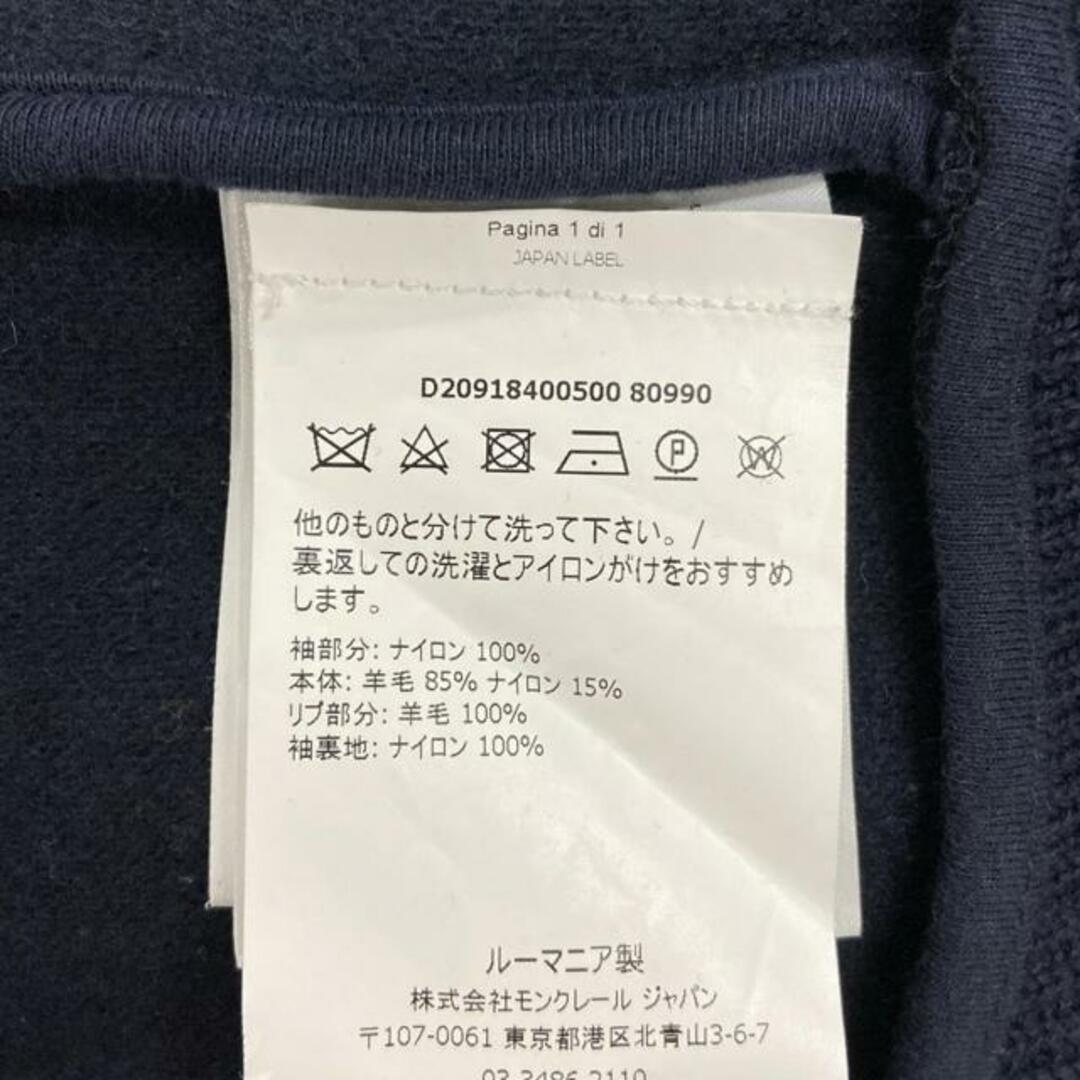 Pagina 1 di 1
JAPAN LABEL
D20918400500 80990
P
W
他のものと分けて洗って下さい。/
裏返しての洗濯とアイロンがけをおすすめ
します。
袖部分: ナイロン 100%
本体: 羊毛 85% ナイロン 15%
リブ部分: 羊毛 100%
袖裏地: ナイロン 100%
ルーマニア製
株式会社モンクレール ジャパン
〒107-0061 東京都港区北青山3-6-7
03 3486 2110